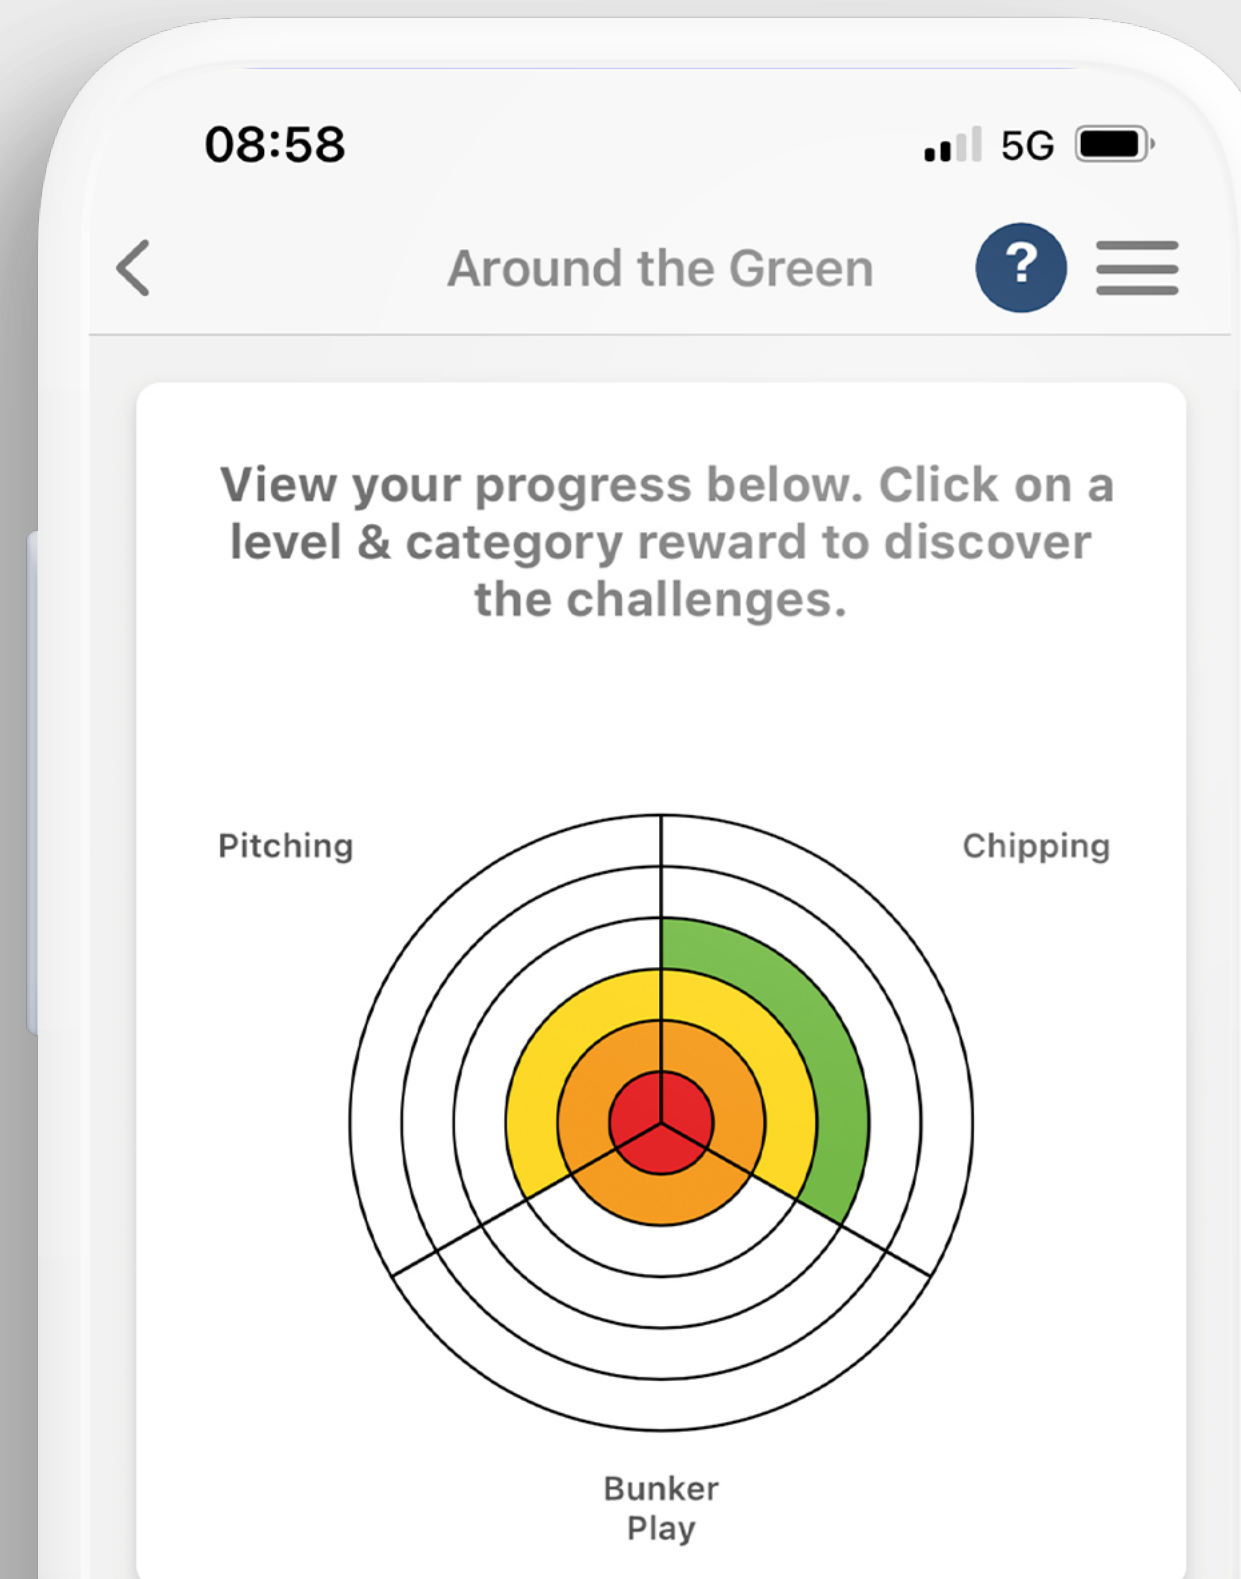 08:58
5G
Around the Green
?
View your progress below. Click on a
level & category reward to discover
the challenges.
Pitching
Chipping
Bunker
Play